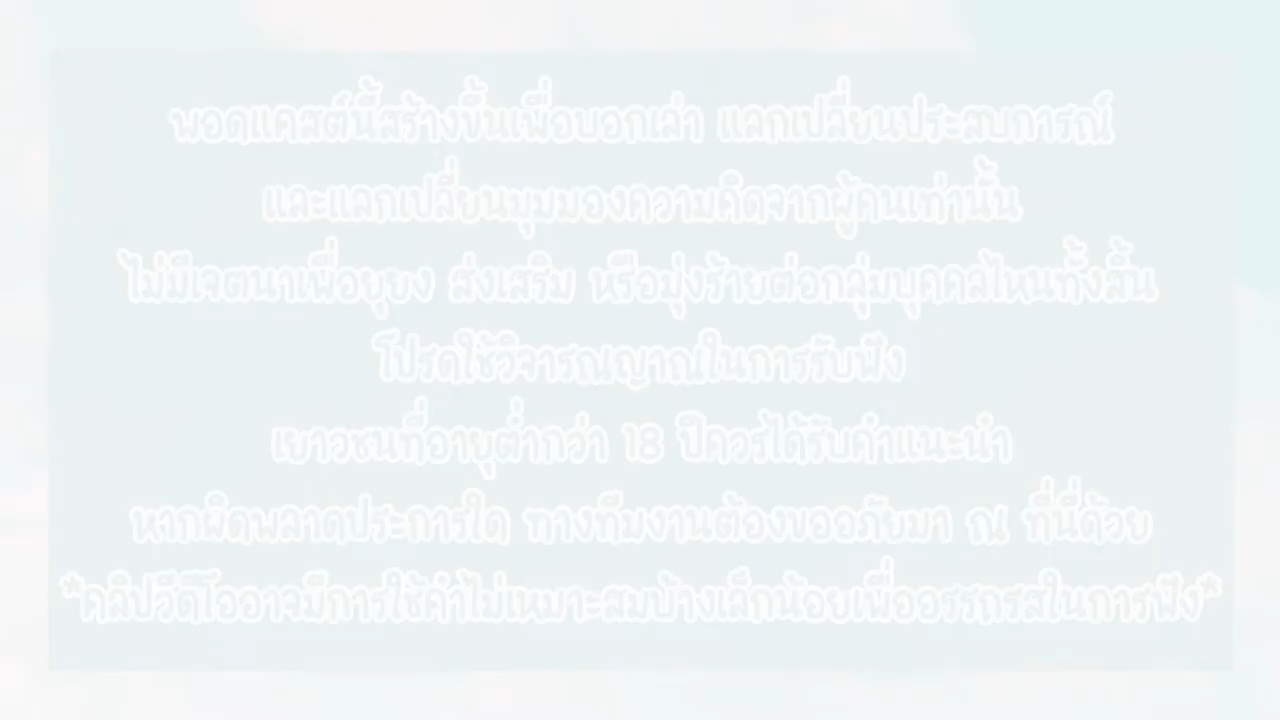 พอดแคสต์นี้สร้างขึ้นเพื่อบอกเล่า แลกเปลี่ยนประสบการณ์
และแลกเปลี่ยนมุมมองความคิดจากผู้คนเท่านั้น
ไม่มีเจตนาเพื่อยุยง ส่งเสริม หรือมุ่งร้ายต่อกลุ่มบุคคลไหนทั้งสิ้น
โปรดใช้วิจารณญาณในการรับฟัง
เยาวชนที่อายุต่ำกว่า 18 ปีควรได้รับคำแนะนำ
หากผิดพลาดประการใด ทางทีมงานต้องขออภัยมา ณ ที่นี่ด้วย
*คลิปวีดีโออาจมีการใช้คำไม่เหมาะสมบ้างเล็กน้อยเพื่ออรรถรสในการฟัง*